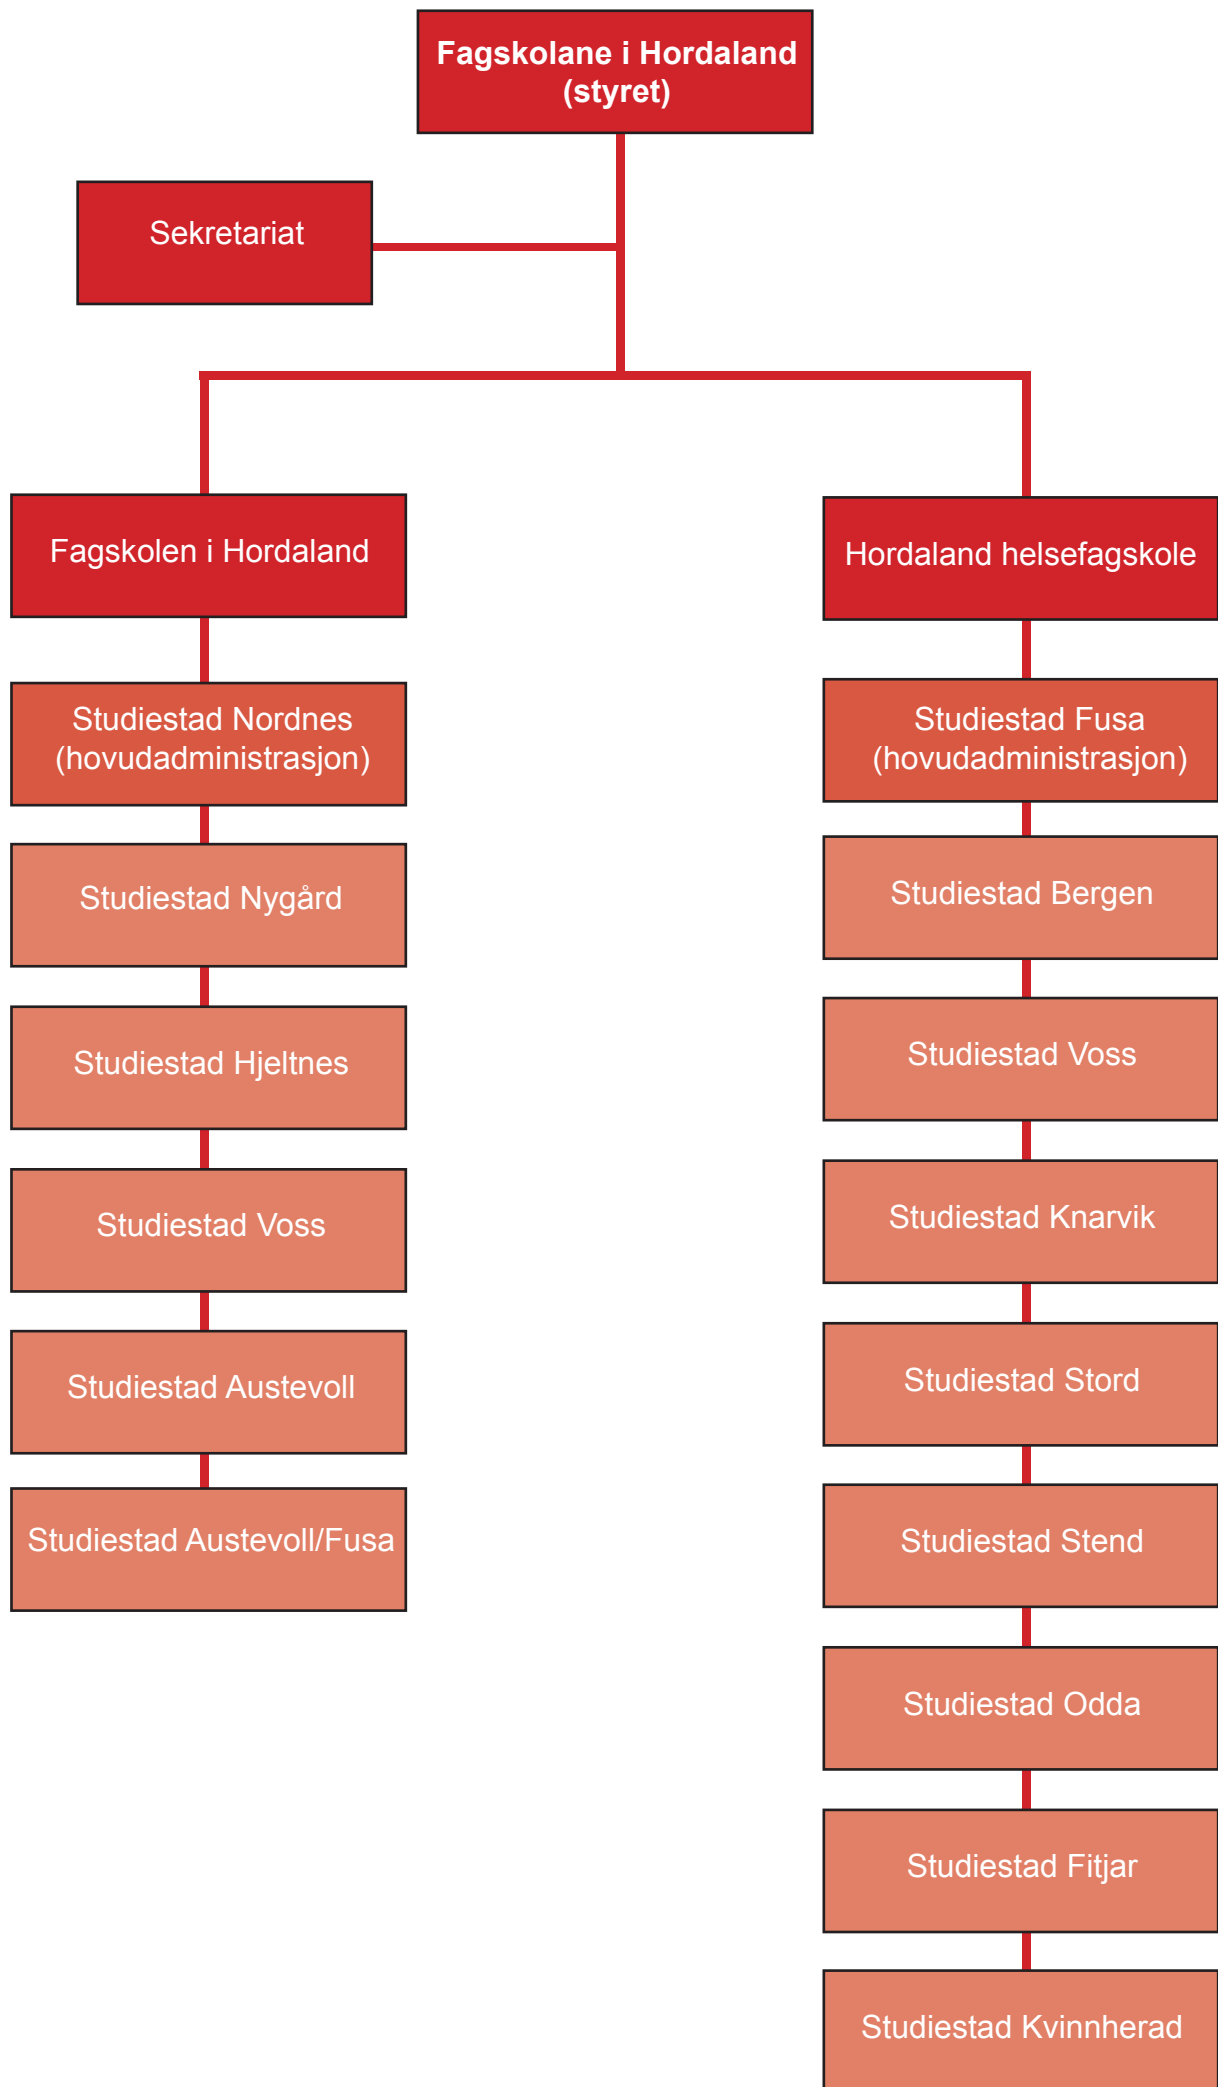 Fagskolane i Hordaland
(styret)
Sekretariat
Fagskolen i Hordaland
Studiestad Nordnes
(hovudadministrasjon)
Studiestad Nygård
Studiestad Hjeltnes
Studiestad Voss
Studiestad Austevoll
Studiestad Austevoll/Fusa
Hordaland helsefagskole
Studiestad Fusa
(hovudadministrasjon)
Studiestad Bergen
Studiestad Voss
Studiestad Knarvik
Studiestad Stord
Studiestad Stend
Studiestad Odda
Studiestad Fitjar
Studiestad Kvinnherad